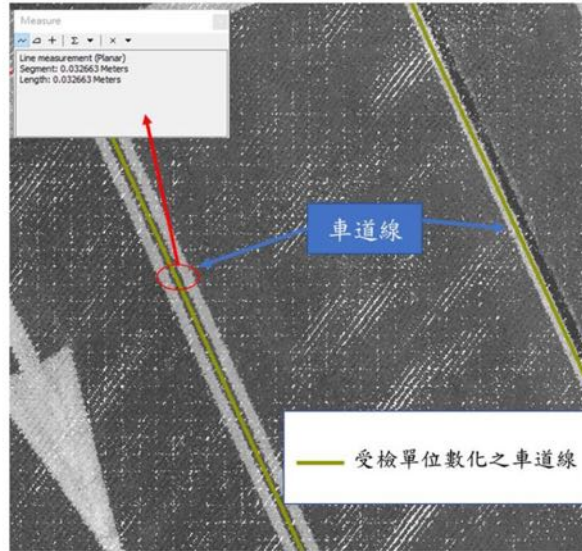 Measure
Line measurement (Planar)
Segment: 0.032663 Meters
Length: 0.032663 Meters
車道線
受檢單位數化之車道線